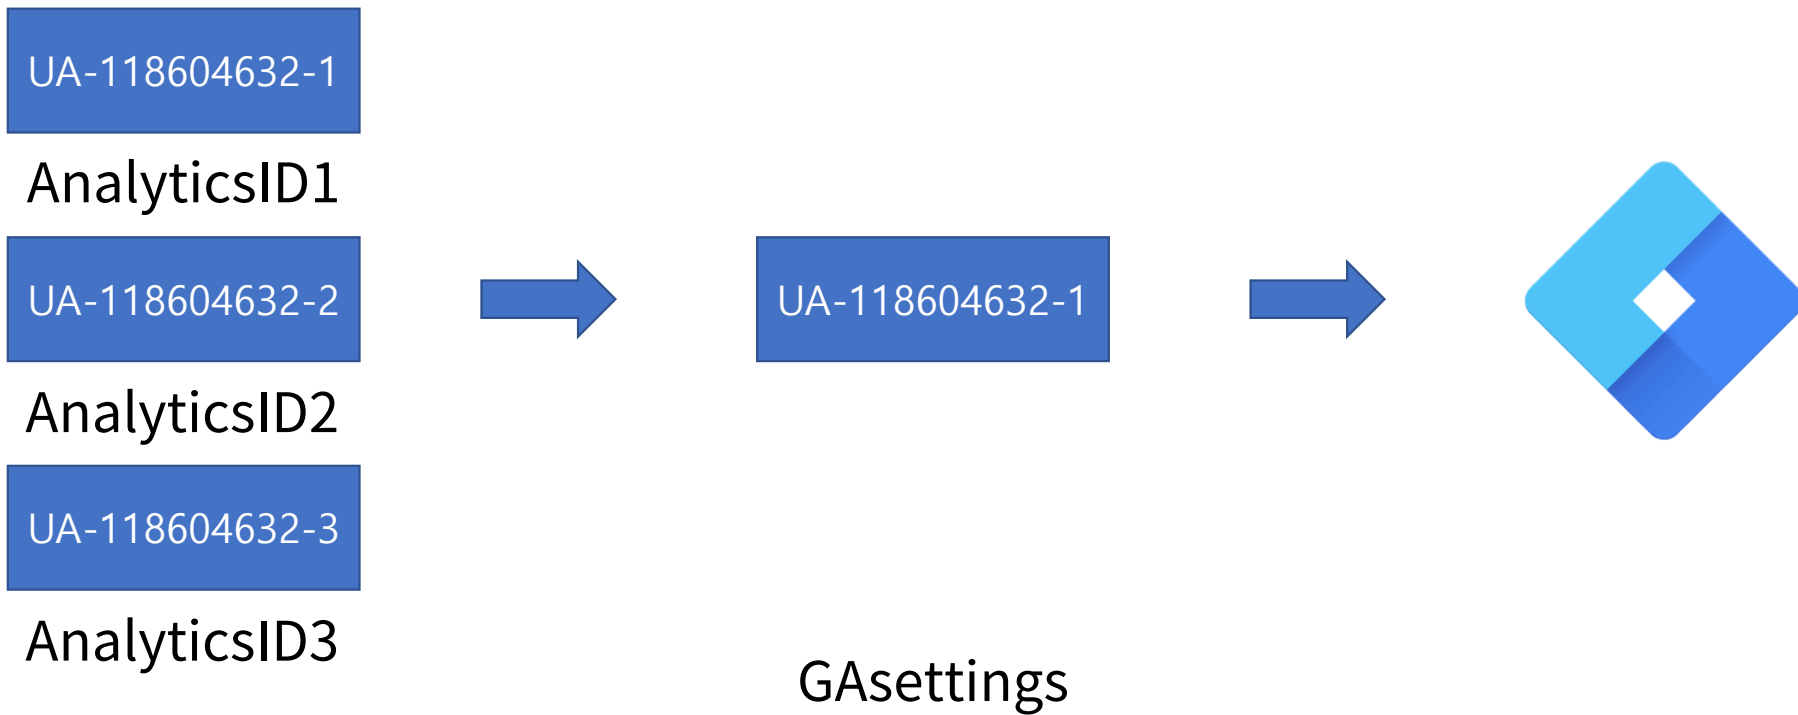 UA-118604632-1
AnalyticsID1
UA-118604632-2
AnalyticsID2
UA-118604632-3
AnalyticsID3
UA-118604632-1
GAsettings